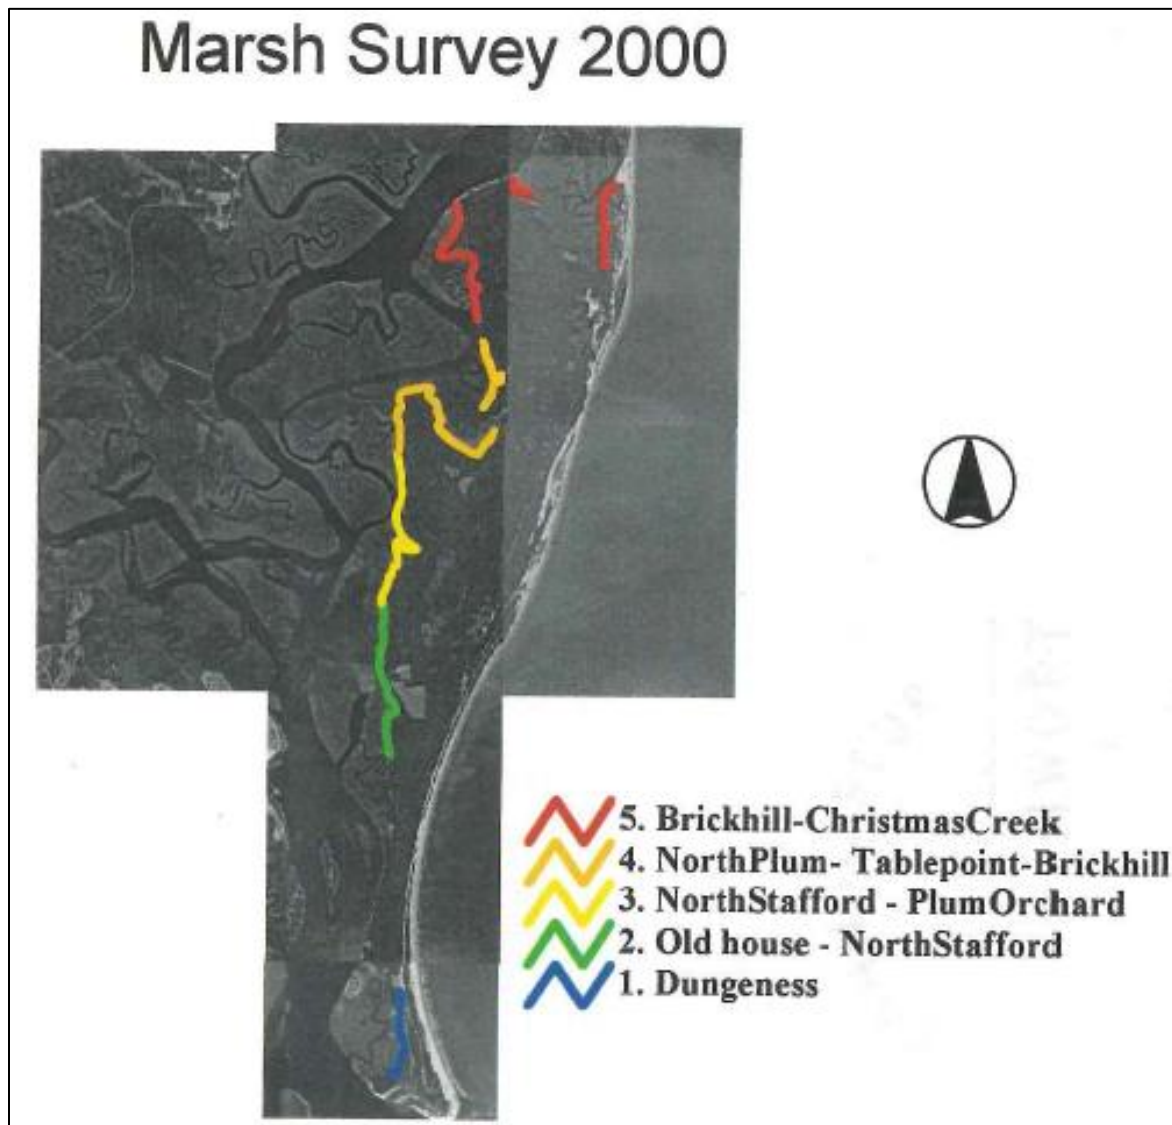 Marsh Survey 2000
5. Brickhill-ChristmasCreek
4. NorthPlum- Tablepoint-Brickhill
3. NorthStafford - PlumOrchard
2. Old house - NorthStafford
1. Dungeness